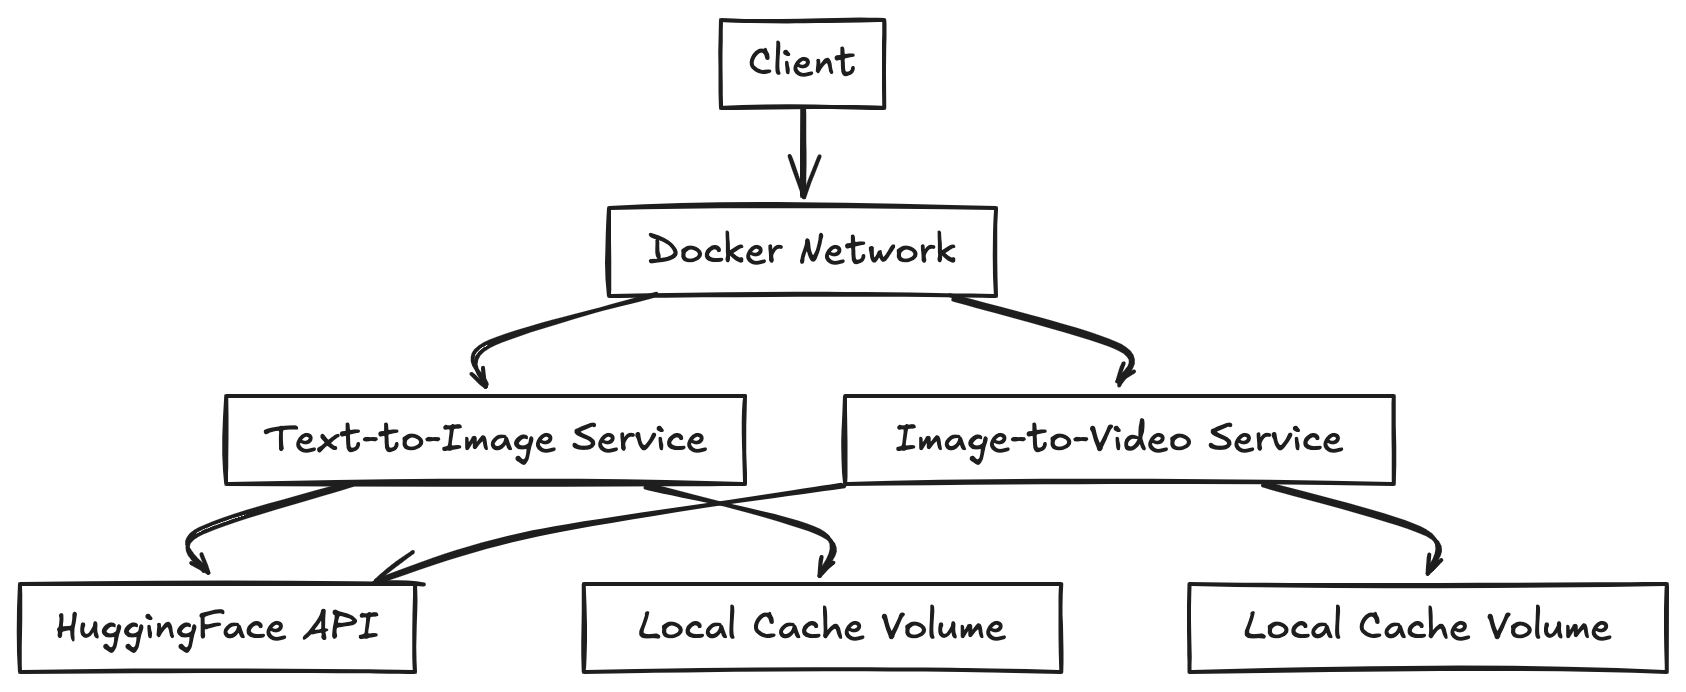 Client
Docker Network
Text-to-Image Service
Image-to-Video Service
HuggingFace API
Local Cache Volume
Local Cache Volume